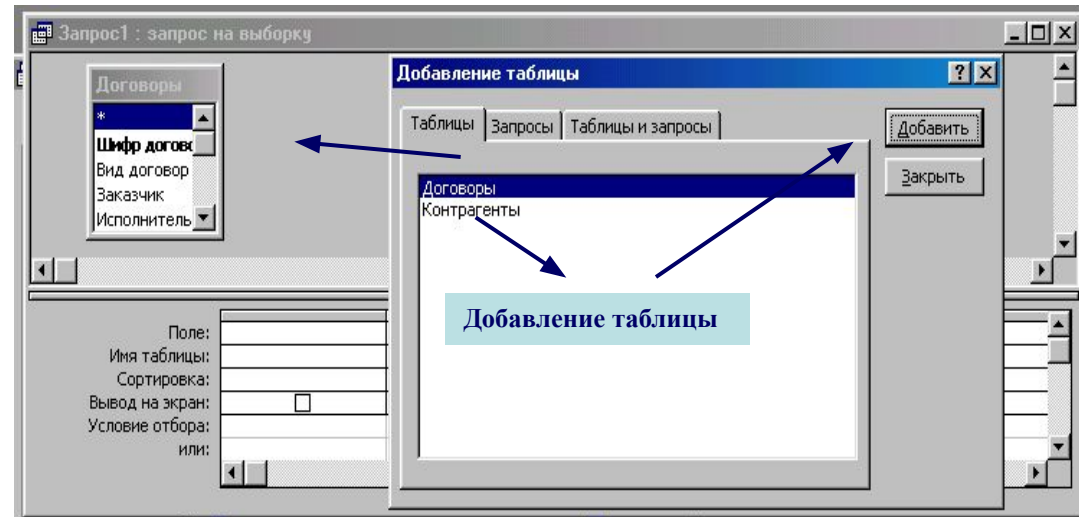 Запрос1 : запрос на выборку
Договоры
*
Шифр догово
Вид договор
Заказчик
Исполнитель
Добавление таблицы
Таблицы
Запросы
Таблицы и запросы
Добавить
Закрыть
Договоры
Контрагенты
Добавление таблицы
Поле:
Имя таблицы:
Сортировка:
Вывод на экран:
Условие отбора:
или: